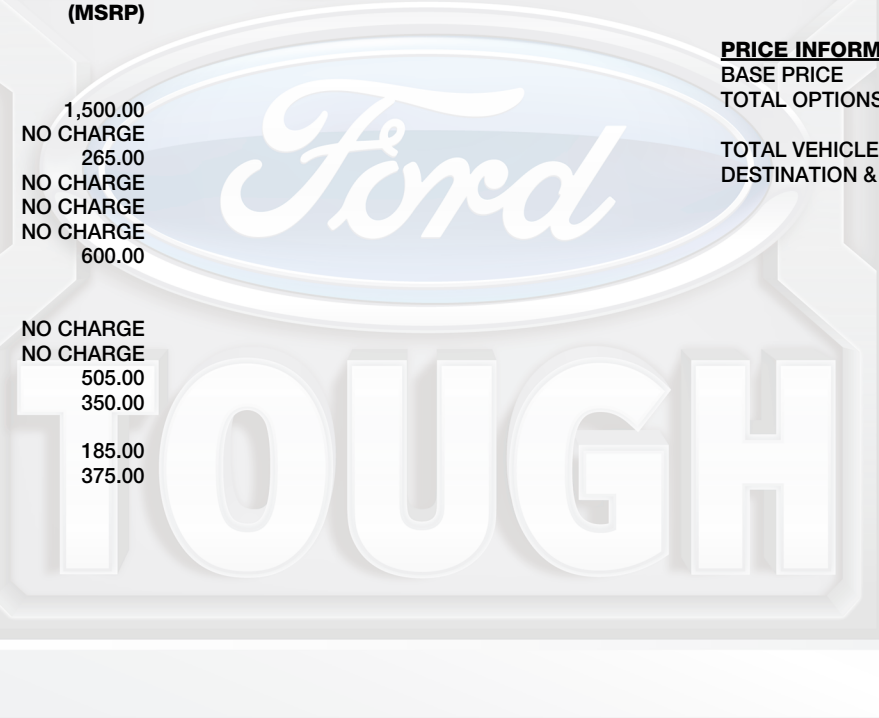 (MSRP)
1,500.00
NO CHARGE
265.00
NO CHARGE
NO CHARGE
NO CHARGE
600.00
NO CHARGE
NO CHARGE
505.00
350.00
185.00
375.00
PRICE INFORM
BASE PRICE
TOTAL OPTIONS
TOTAL VEHICLE
DESTINATION &
Ford
TOUGH